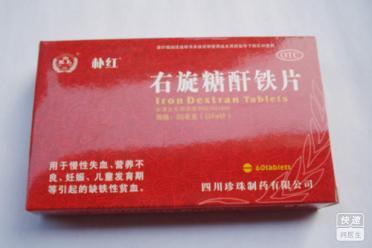 朴红
OTC
右旋糖酐铁片
Iron Dextran Tablets
用于慢性失血、营养不
良、妊娠、儿童发育期
等引起的缺铁性贫血。
60tablets
四川珍珠制药有限公司
快速
问医生